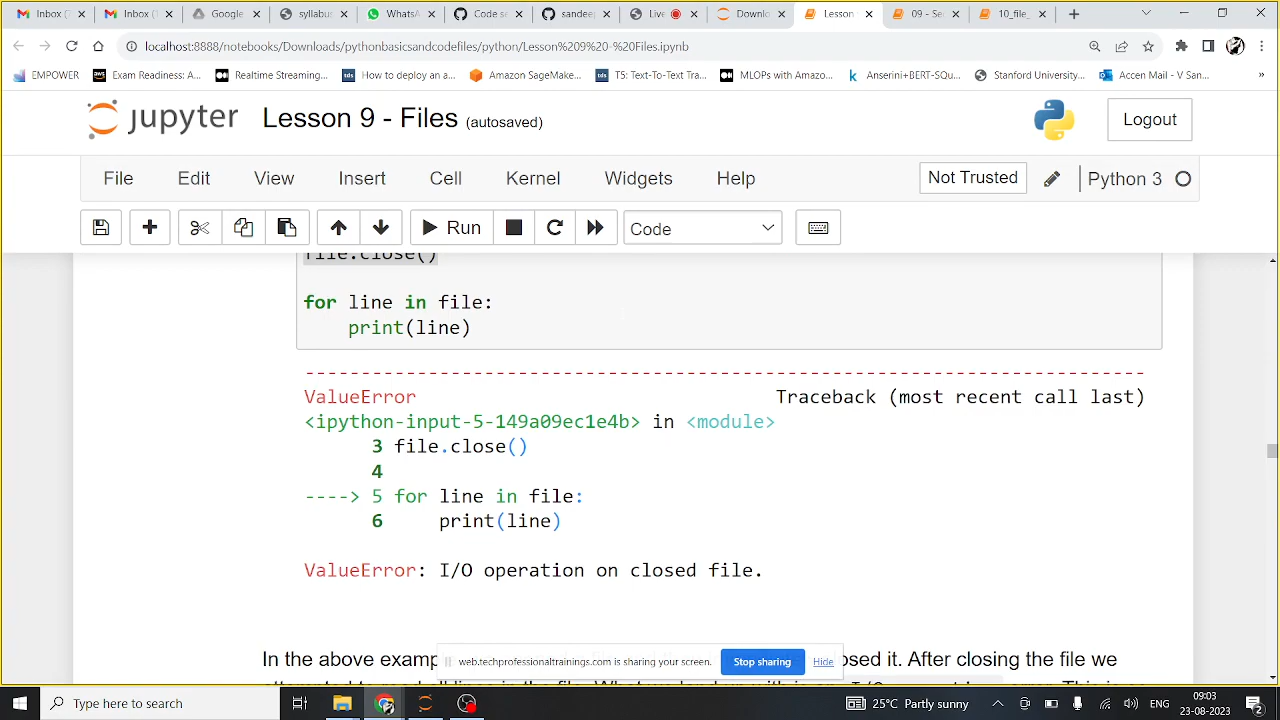 Inbox (
Inbox (1
Google
syllabus
WhatsA
Code se
sandeep
Live
Downlo
Lesson
09 - Sec
10_file_
localhost:8888/notebooks/Downloads/pythonbasicsandcodefiles/python/Lesson%209%20-%20Files.ipynb
EMPOWER
Exam Readiness: A...
Realtime Streaming...
How to deploy an a...
Amazon SageMake...
T5: Text-To-Text Tra...
MLOPs with Amazo...
Anserini+BERT-SQu...
Stanford University...
Accen Mail - V San...
»
jupyter
Lesson 9 - Files (autosaved)
Logout
File
Edit
View
Insert
Cell
Kernel
Widgets
Help
Not Trusted
Python 3
Run
Code
file.close()
for line in file:
print(line)
---------------------------------------------------------------------------
ValueError Traceback (most recent call last)
<ipython-input-5-149a09ec1e4b> in <module>
3 file.close()
4
----> 5 for line in file:
6 print(line)
ValueError: I/O operation on closed file.
In the above examp osed it. After closing the file we
web.techprofessionaltrainings.com is sharing your screen.
Stop sharing
Hide
Type here to search
25°C Partly sunny
ENG
09:03
23-08-2023
2